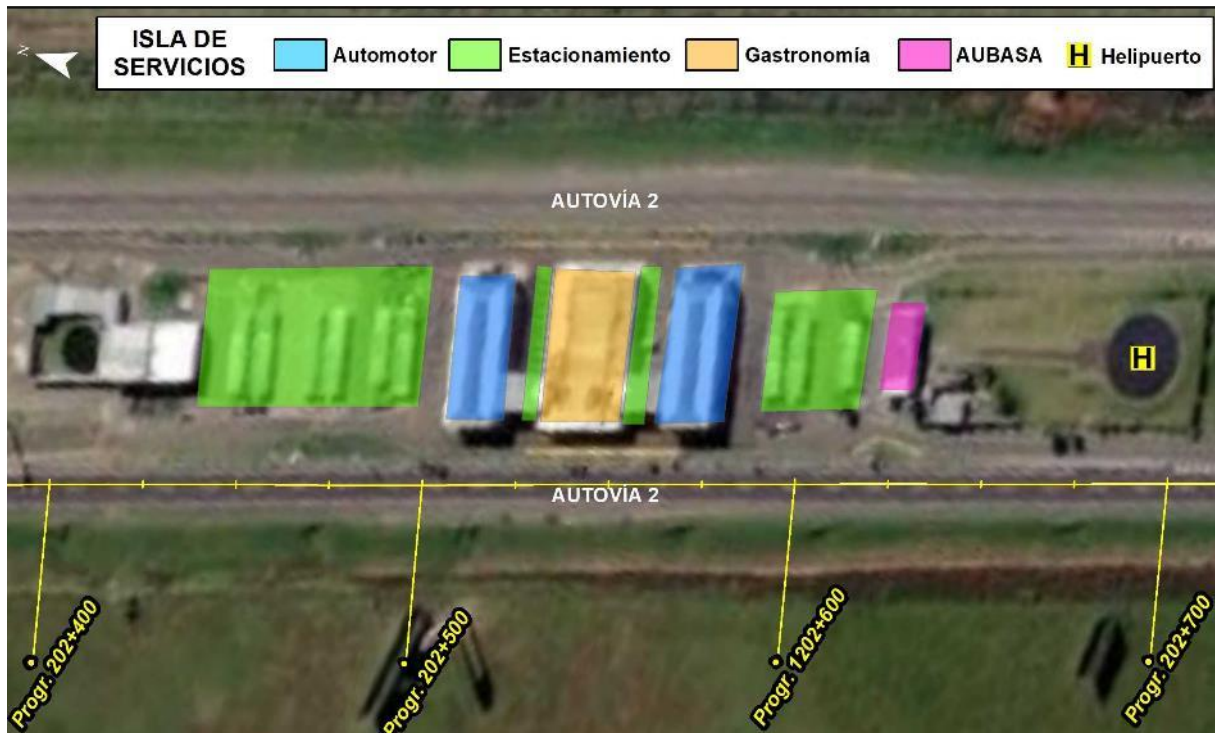 N
ISLA DE
SERVICIOS
Automotor
Estacionamiento
Gastronomía
AUBASA
H Helipuerto
AUTOVÍA 2
H
AUTOVÍA 2
Progr. 202+400
Progr. 202+500
Progr. 1202+600
Progr. 202+700